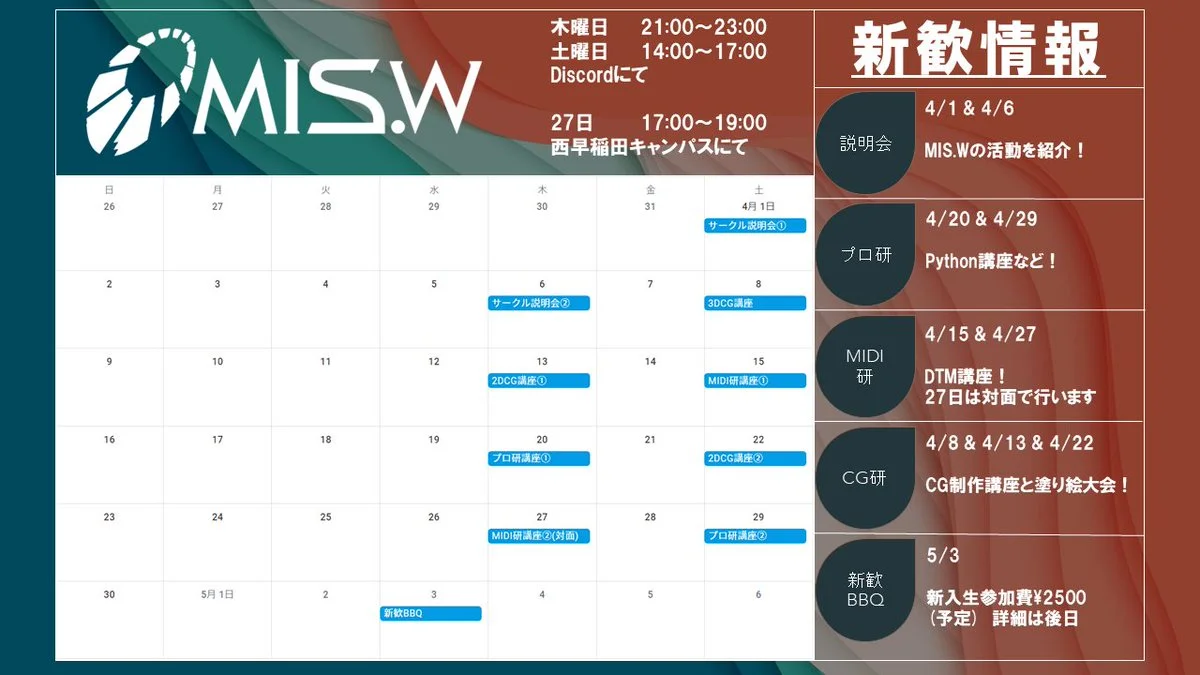 MIS.W
木曜日 21:00～23:00
土曜日 14:00～17:00
Discordにて
27日 17:00～19:00
西早稲田キャンパスにて
日 月 火 水 木 金 土
26 27 28 29 30 31 4月 1日
サークル説明会①
2 3 4 5 6 7 8
サークル説明会② 3DCG講座
9 10 11 12 13 14 15
2DCG講座① MIDI研講座①
16 17 18 19 20 21 22
プロ研講座① 2DCG講座②
23 24 25 26 27 28 29
MIDI研講座②(対面) プロ研講座②
30 5月 1日 2 3 4 5 6
新歓BBQ
新歓情報
説明会
4/1 & 4/6
MIS.Wの活動を紹介！
プロ研
4/20 & 4/29
Python講座など！
MIDI
研
4/15 & 4/27
DTM講座！
27日は対面で行います
CG研
4/8 & 4/13 & 4/22
CG制作講座と塗り絵大会！
新歓
BBQ
5/3
新入生参加費¥2500
（予定） 詳細は後日